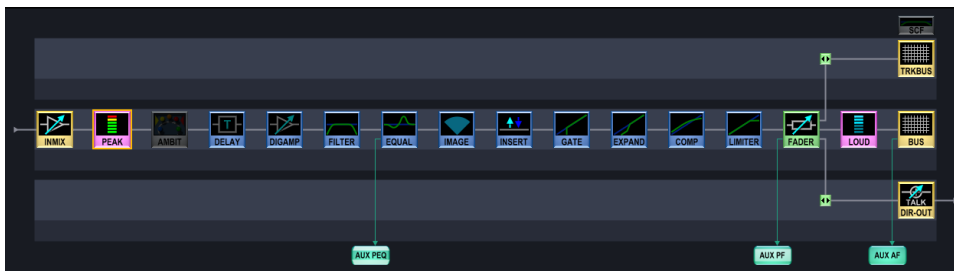 SCF
TRKBUS
INMIX
PEAK
AMBIT
T
DELAY
DIGAMP
FILTER
EQUAL
IMAGE
INSERT
GATE
EXPAND
COMP
LIMITER
FADER
LOUD
BUS
TALK
DIR-OUT
AUX PEQ
AUX PF
AUX AF